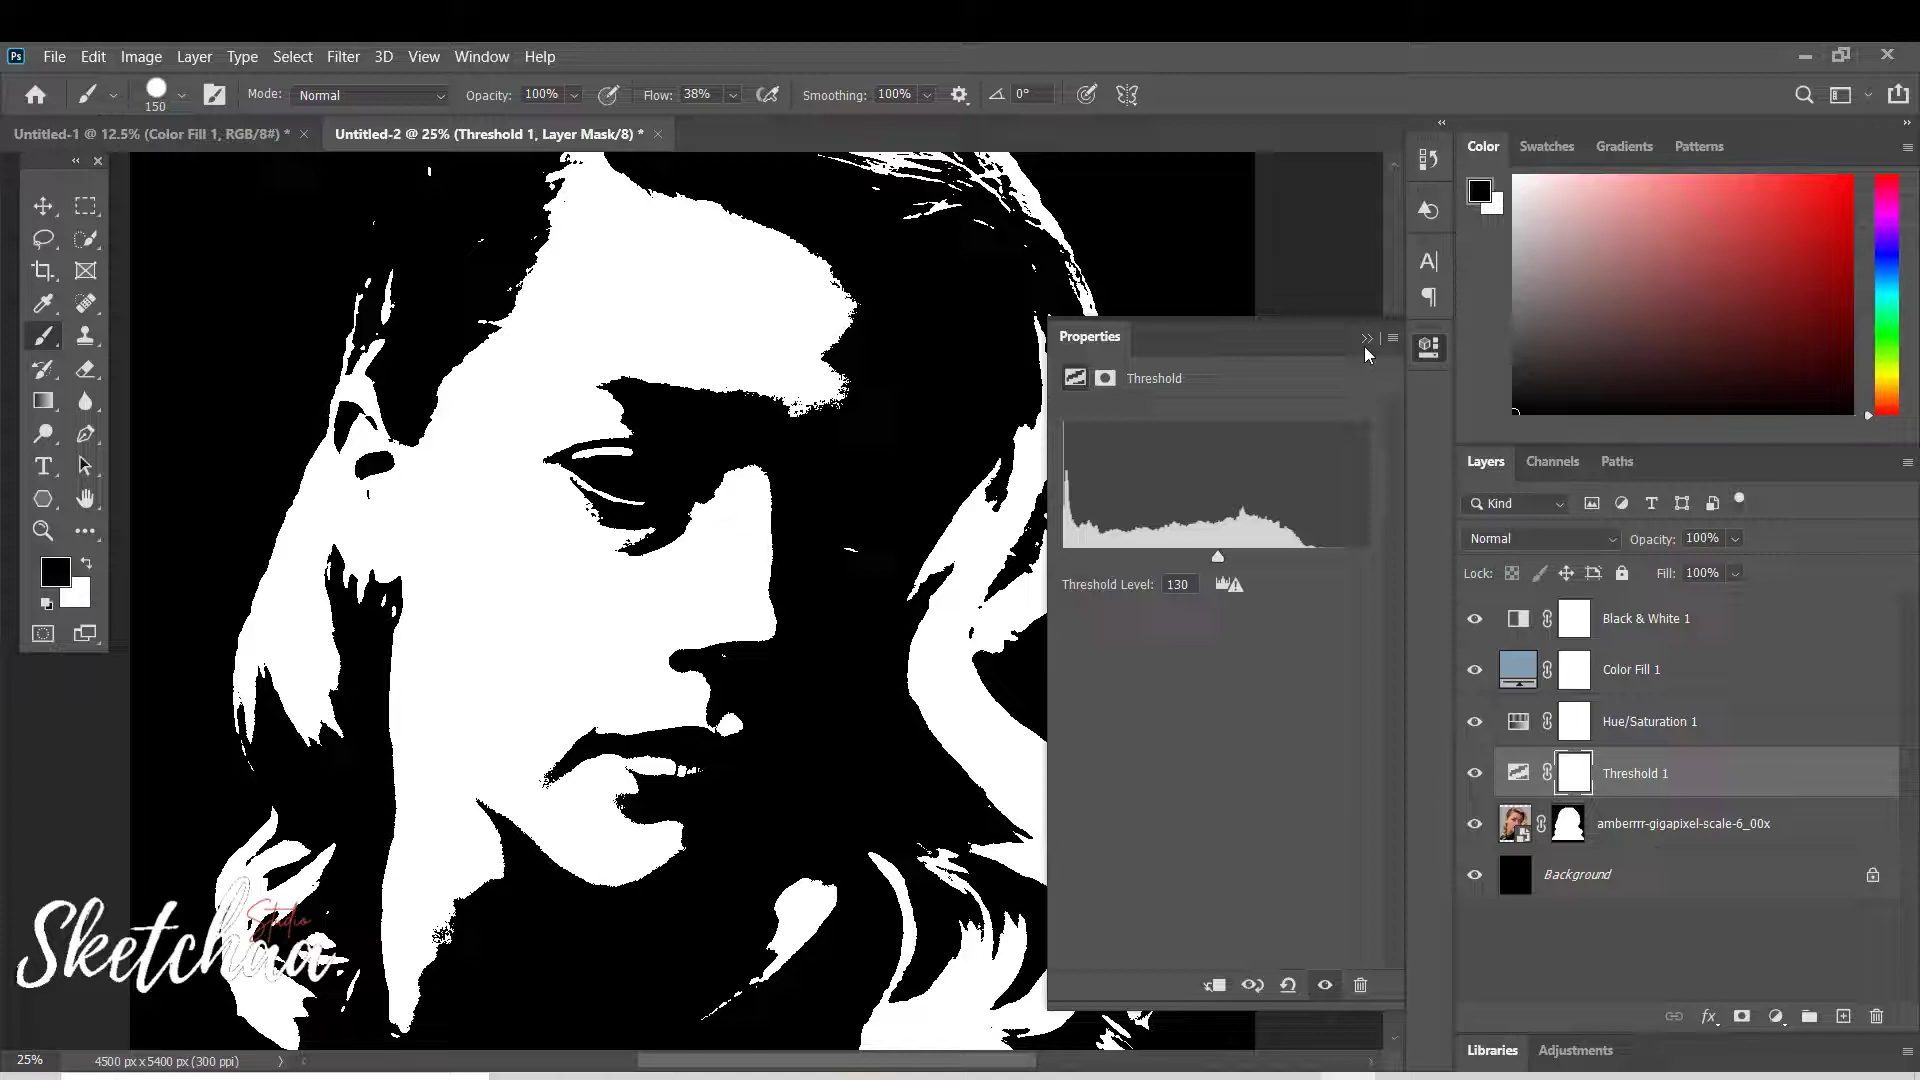 Ps File Edit Image Layer Type Select Filter 3D View Window Help
150 Mode: Normal Opacity: 100% Flow: 38% Smoothing: 100% 0°
Untitled-1 @ 12.5% (Color Fill 1, RGB/8#) * × Untitled-2 @ 25% (Threshold 1, Layer Mask/8) * ×
Color Swatches Gradients Patterns
Properties
Threshold
Threshold Level: 130
Layers Channels Paths
Kind
Normal Opacity: 100%
Lock: Fill: 100%
Black & White 1
Color Fill 1
Hue/Saturation 1
Threshold 1
amberrrr-gigapixel-scale-6_00x
Background
fx
Libraries Adjustments
Studio
Sketchaa
25% 4500 px x 5400 px (300 ppi)